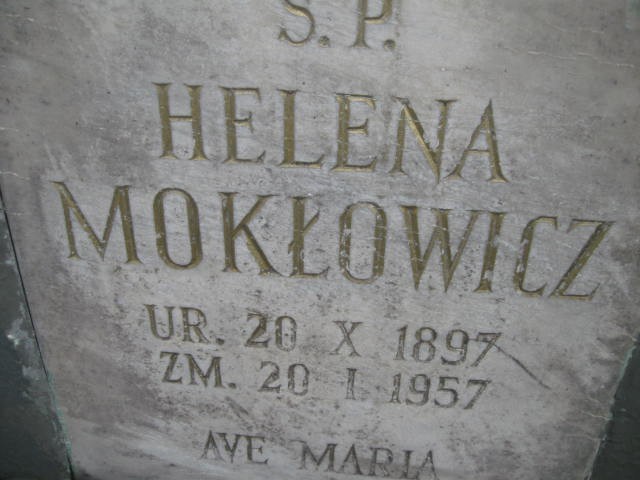 Ś.P.
HELENA
MOKŁOWICZ
UR. 20 X 1897
ZM. 20 I 1957
AVE MARIA